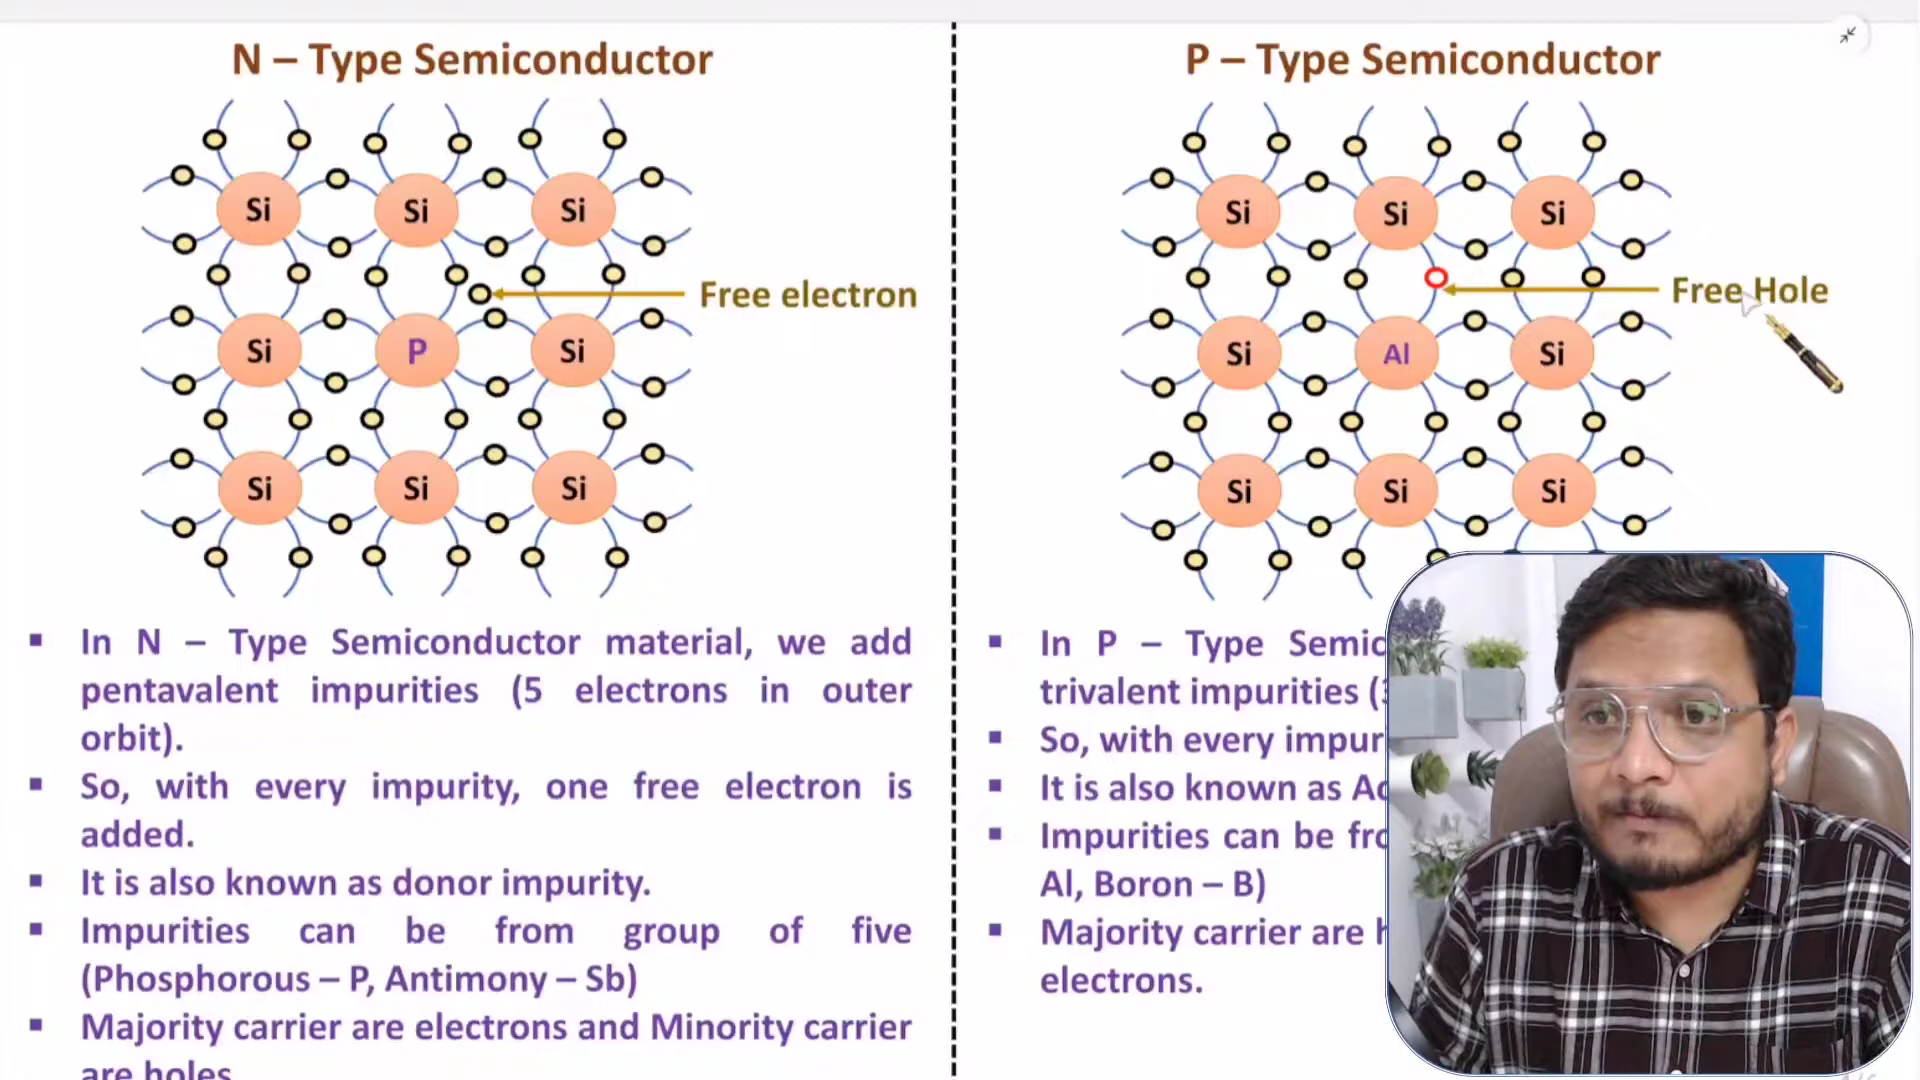 N – Type Semiconductor
Si Si Si
Free electron
Si P Si
Si Si Si
In N – Type Semiconductor material, we add
pentavalent impurities (5 electrons in outer
orbit).
So, with every impurity, one free electron is
added.
It is also known as donor impurity.
Impurities can be from group of five
(Phosphorous – P, Antimony – Sb)
Majority carrier are electrons and Minority carrier
are holes
P – Type Semiconductor
Si Si Si
Free Hole
Si Al Si
Si Si Si
In P – Type
trivalent impurities
So, with every
It is also known as
Impurities can be
Al, Boron – B)
Majority carrier are
electrons.